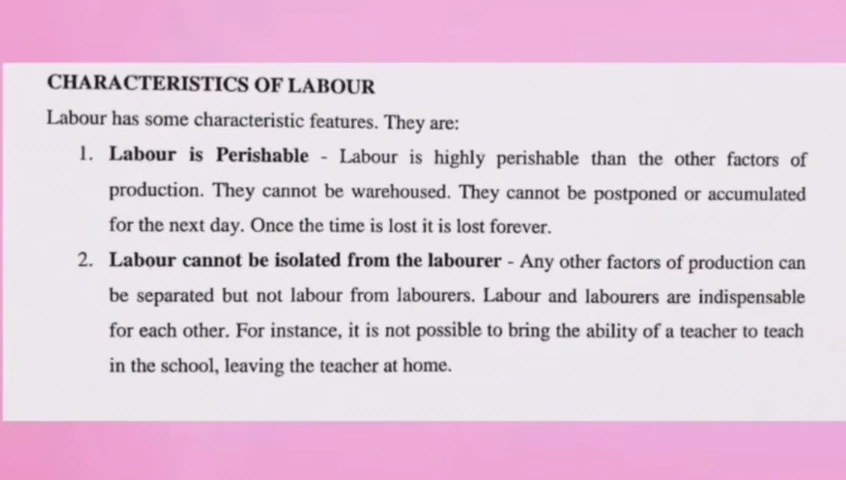 CHARACTERISTICS OF LABOUR
Labour has some characteristic features. They are:
1. Labour is Perishable - Labour is highly perishable than the other factors of
production. They cannot be warehoused. They cannot be postponed or accumulated
for the next day. Once the time is lost it is lost forever.
2. Labour cannot be isolated from the labourer - Any other factors of production can
be separated but not labour from labourers. Labour and labourers are indispensable
for each other. For instance, it is not possible to bring the ability of a teacher to teach
in the school, leaving the teacher at home.